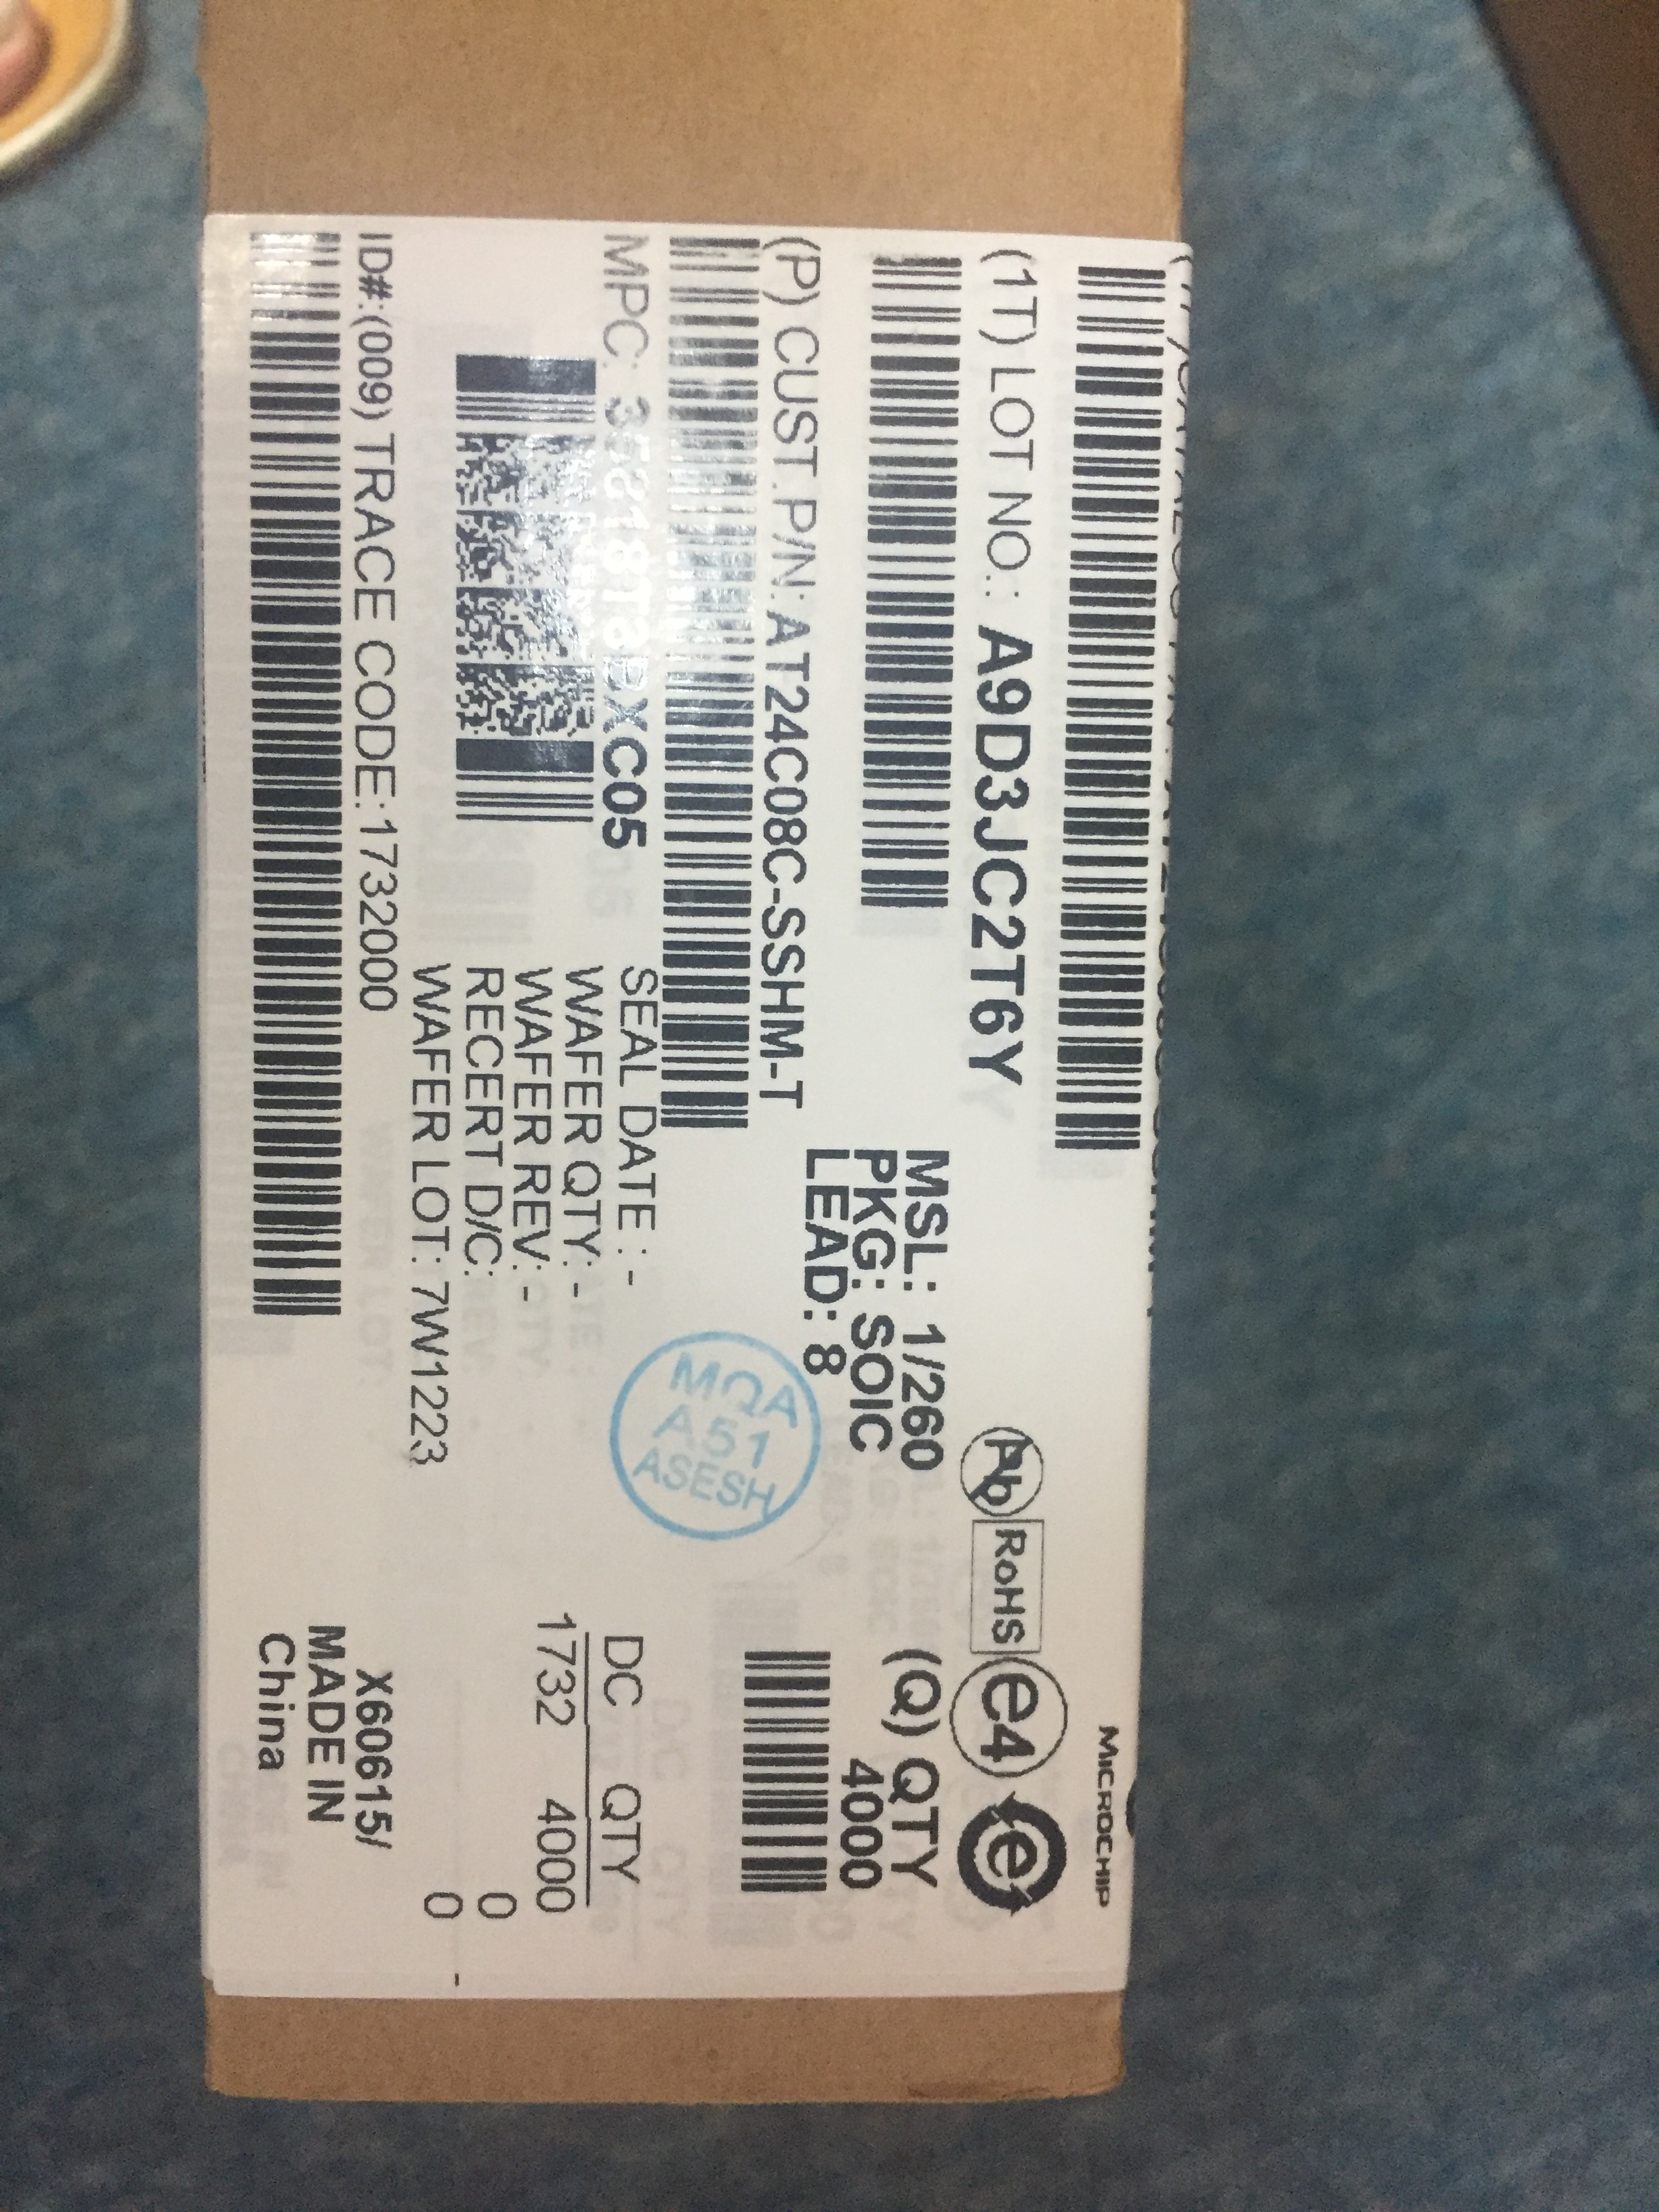 MICROCHIP
(1T) LOT NO.: A9D3JC2T6Y
Pb
RoHS
e4
e
MSL: 1/260
PKG: SOIC
LEAD: 8
(Q) QTY
4000
(P) CUST. P/N: AT24C08C-SSHM-T
MPC:
SEAL DATE : -
WAFER QTY: -
WAFER REV: -
RECERT D/C:
WAFER LOT: 7W1223
MQA
A51
ASESH
DC QTY
1732 4000
0
0
ID#:(009) TRACE CODE:1732000
X60615/
MADE IN
China